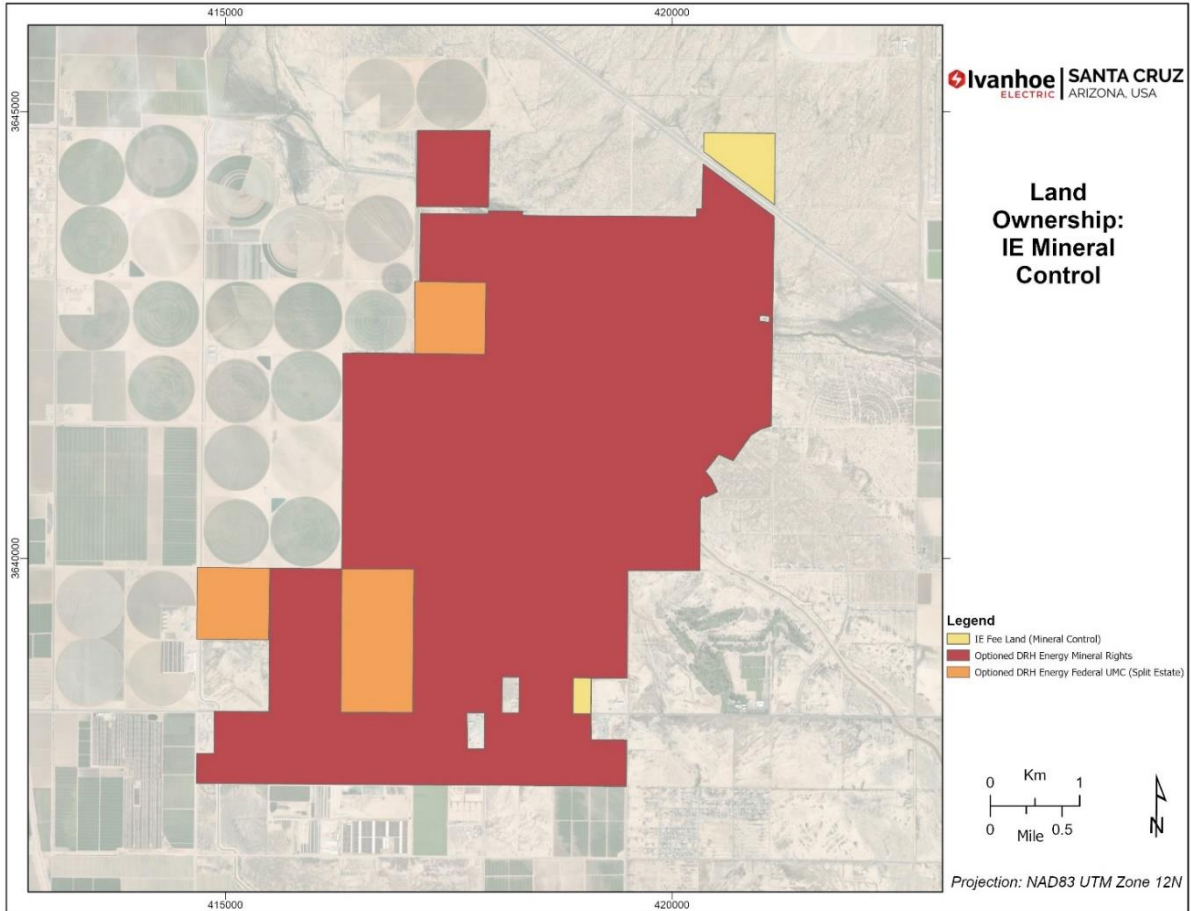 415000
420000
3645000
3640000
Ivanhoe
ELECTRIC
SANTA CRUZ
ARIZONA, USA
Land
Ownership:
IE Mineral
Control
Legend
IE Fee Land (Mineral Control)
Optioned DRH Energy Mineral Rights
Optioned DRH Energy Federal UMC (Split Estate)
Km
0 1
0 0.5
Mile
N
Projection: NAD83 UTM Zone 12N
415000
420000